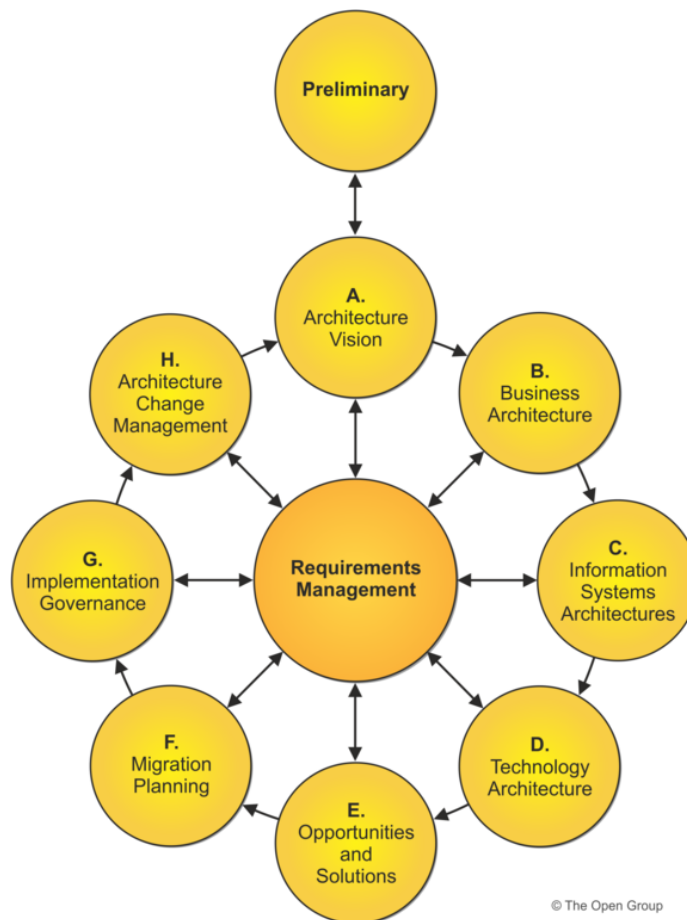 Preliminary
A.
Architecture
Vision
B.
Business
Architecture
C.
Information
Systems
Architectures
D.
Technology
Architecture
E.
Opportunities
and
Solutions
F.
Migration
Planning
G.
Implementation
Governance
H.
Architecture
Change
Management
Requirements
Management
© The Open Group